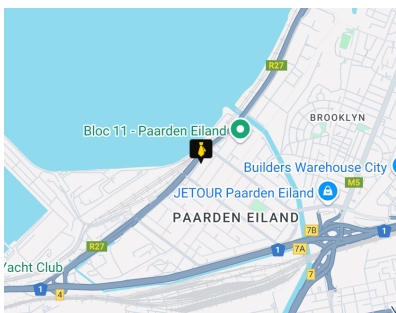 R27
BROOKLYN
Bloc 11 - Paarden Eiland
Builders Warehouse City
M5
JETOUR Paarden Eiland
PAARDEN EILAND
7B
1
R27
1
7A
Yacht Club
7
1
4